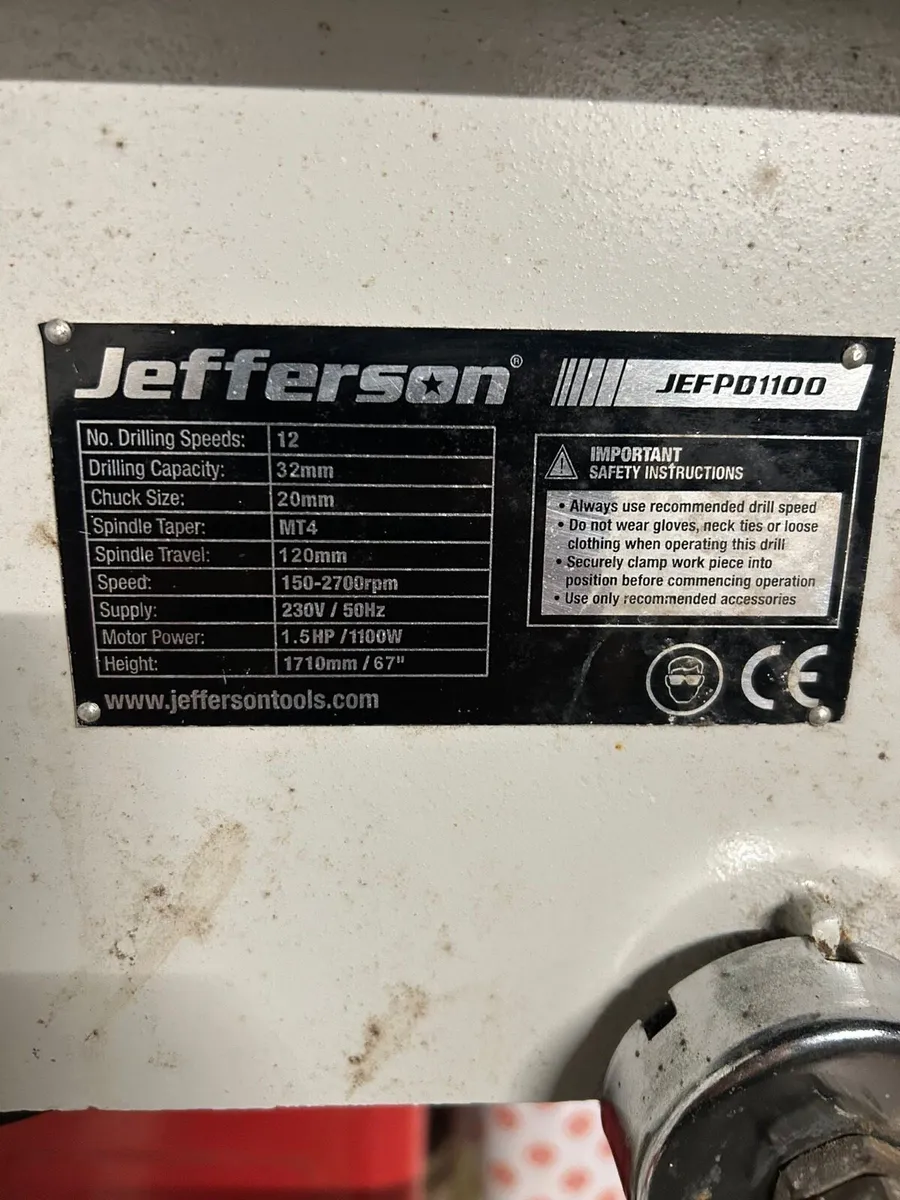 Jefferson®
JEFPD1100
No. Drilling Speeds: 12
Drilling Capacity: 32mm
Chuck Size: 20mm
Spindle Taper: MT4
Spindle Travel: 120mm
Speed: 150-2700rpm
Supply: 230V / 50Hz
Motor Power: 1.5HP / 1100W
Height: 1710mm / 67"
www.jeffersontools.com
IMPORTANT
SAFETY INSTRUCTIONS
• Always use recommended drill speed
• Do not wear gloves, neck ties or loose
clothing when operating this drill
• Securely clamp work piece into
position before commencing operation
• Use only recommended accessories
CE